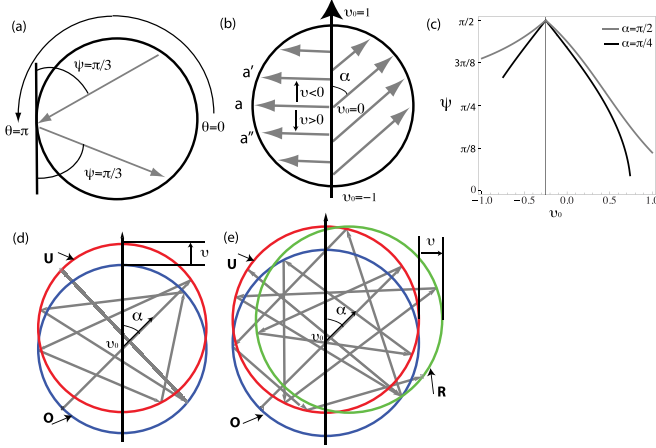 (a)
ψ=π/3
θ=π
θ=0
ψ=π/3
(b)
υ₀=1
a'
α
υ<0
a
υ₀=0
υ>0
a''
υ₀=-1
(c)
α=π/2
α=π/4
π/2
3π/8
π/4
π/8
0
ψ
-1.0
-0.5
0.0
0.5
1.0
υ₀
(d)
U
υ
α
υ₀
O
(e)
U
υ
α
υ₀
O
R